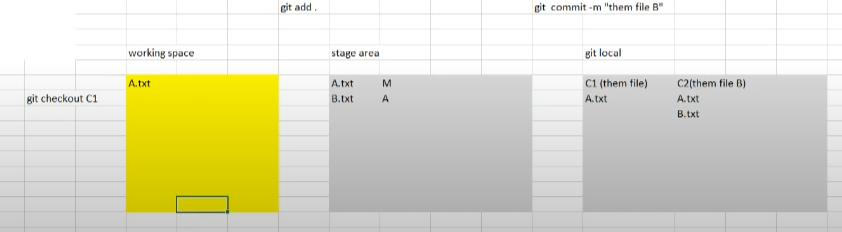 git add .
git commit -m "them file B"
working space
stage area
git local
A.txt
A.txt M
C1 (them file)
C2(them file B)
git checkout C1
B.txt A
A.txt
A.txt
B.txt